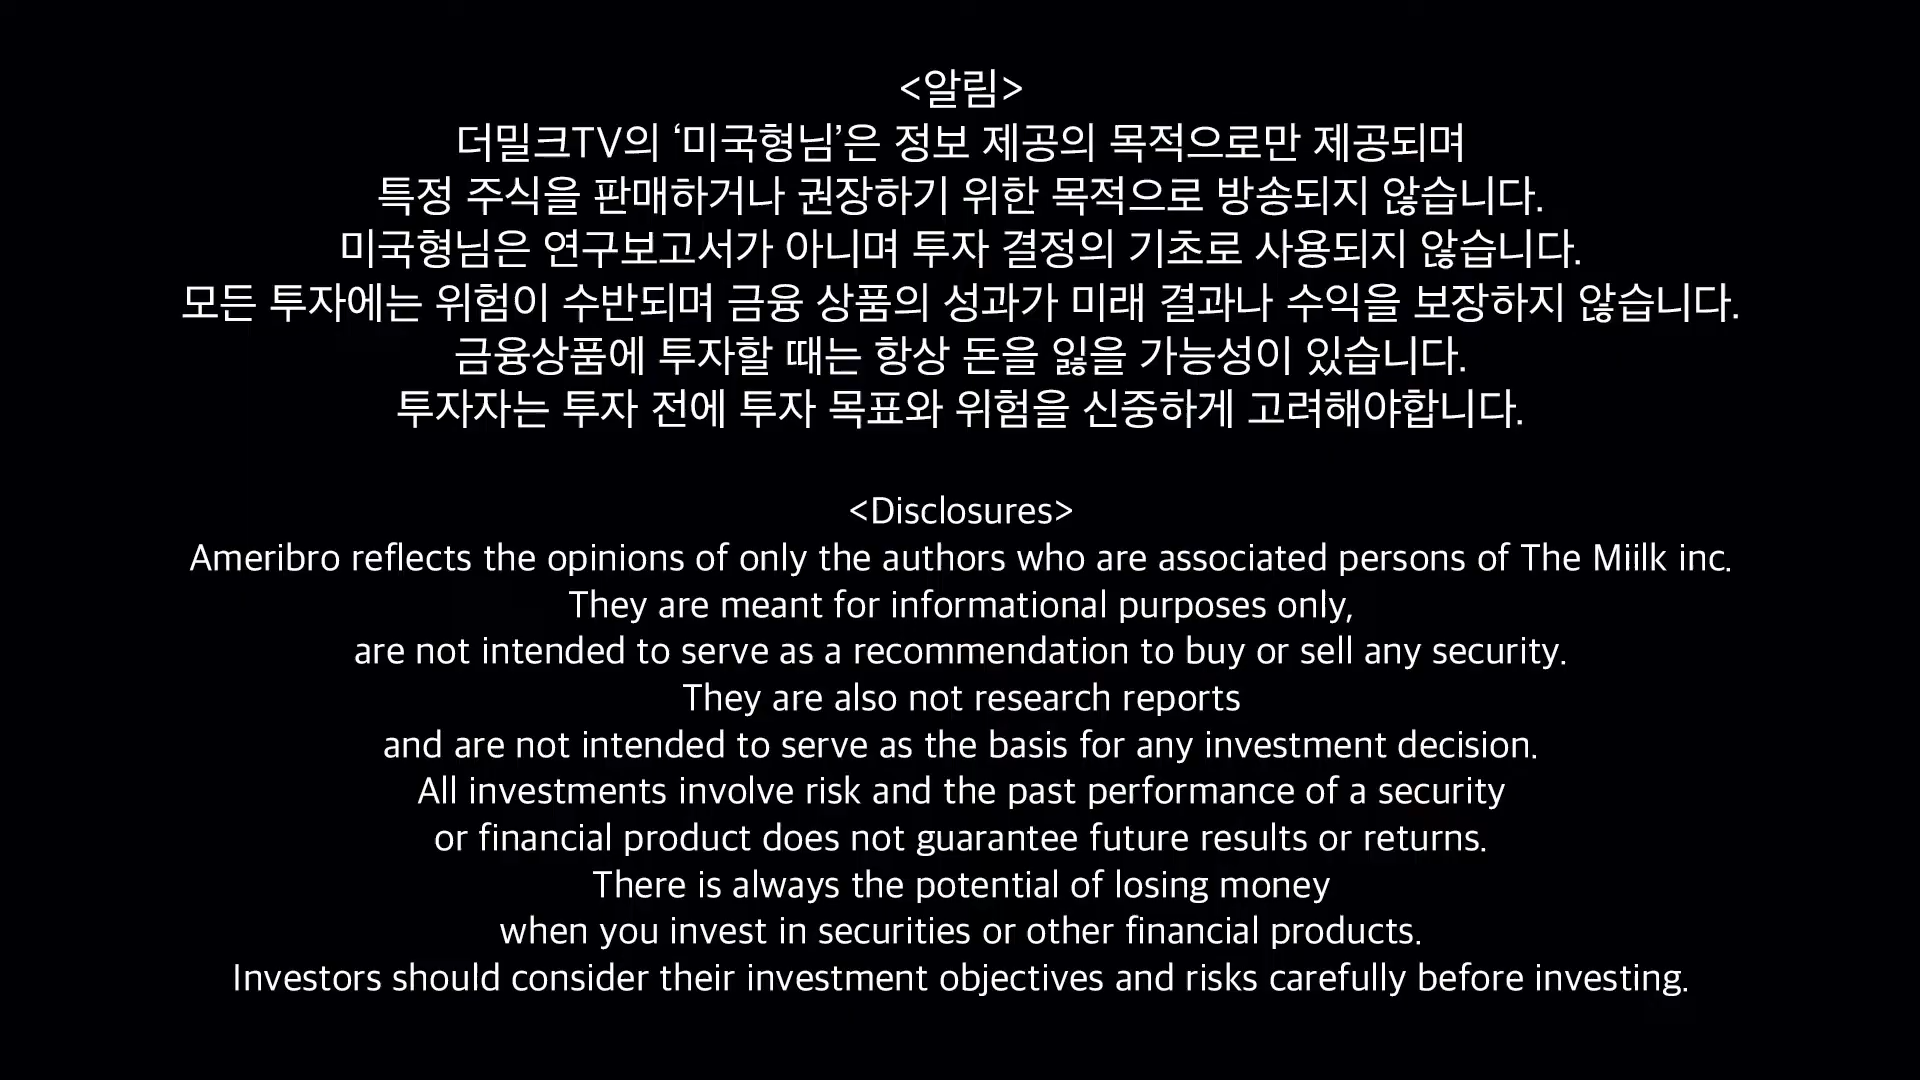 <알림>
더밀크TV의 ‘미국형님’은 정보 제공의 목적으로만 제공되며
특정 주식을 판매하거나 권장하기 위한 목적으로 방송되지 않습니다.
미국형님은 연구보고서가 아니며 투자 결정의 기초로 사용되지 않습니다.
모든 투자에는 위험이 수반되며 금융 상품의 성과가 미래 결과나 수익을 보장하지 않습니다.
금융상품에 투자할 때는 항상 돈을 잃을 가능성이 있습니다.
투자자는 투자 전에 투자 목표와 위험을 신중하게 고려해야합니다.
<Disclosures>
Ameribro reflects the opinions of only the authors who are associated persons of The Miilk inc.
They are meant for informational purposes only,
are not intended to serve as a recommendation to buy or sell any security.
They are also not research reports
and are not intended to serve as the basis for any investment decision.
All investments involve risk and the past performance of a security
or financial product does not guarantee future results or returns.
There is always the potential of losing money
when you invest in securities or other financial products.
Investors should consider their investment objectives and risks carefully before investing.